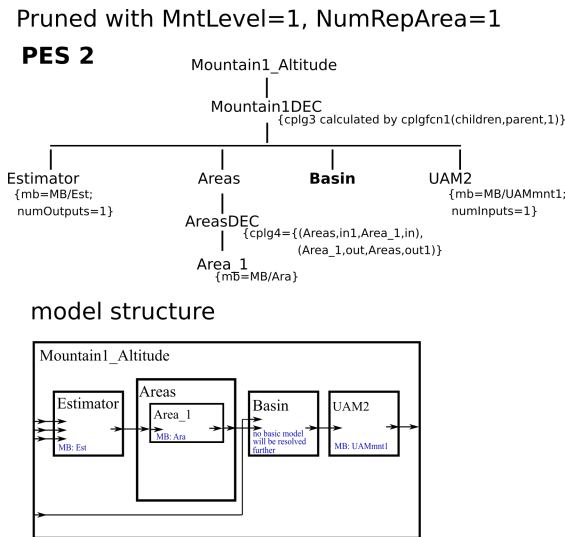 Pruned with MntLevel=1, NumRepArea=1
PES 2
Mountain1_Altitude
Mountain1DEC
{cplg3 calculated by cplgfcn1(children,parent,1)}
Estimator
Areas
Basin
UAM2
{mb=MB/Est;
numOutputs=1}
{mb=MB/UAMmnt1;
numInputs=1}
AreasDEC
{cplg4={(Areas,in1,Area_1,in),
(Area_1,out,Areas,out1)}
Area_1
{mb=MB/Ara}
model structure
Mountain1_Altitude
Estimator
MB: Est
Areas
Area_1
MB: Ara
Basin
no basic model
will be resolved
further
UAM2
MB: UAMmnt1